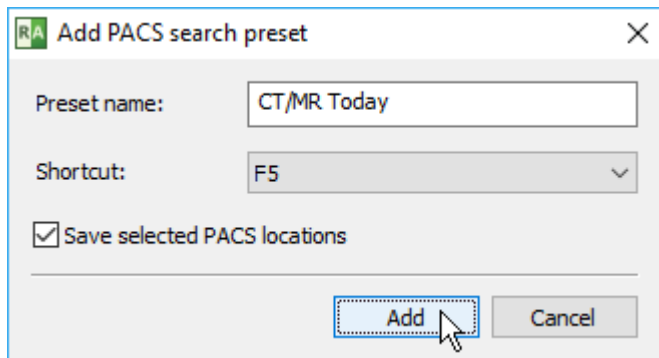 RA Add PACS search preset
Preset name: CT/MR Today
Shortcut: F5
Save selected PACS locations
Add Cancel